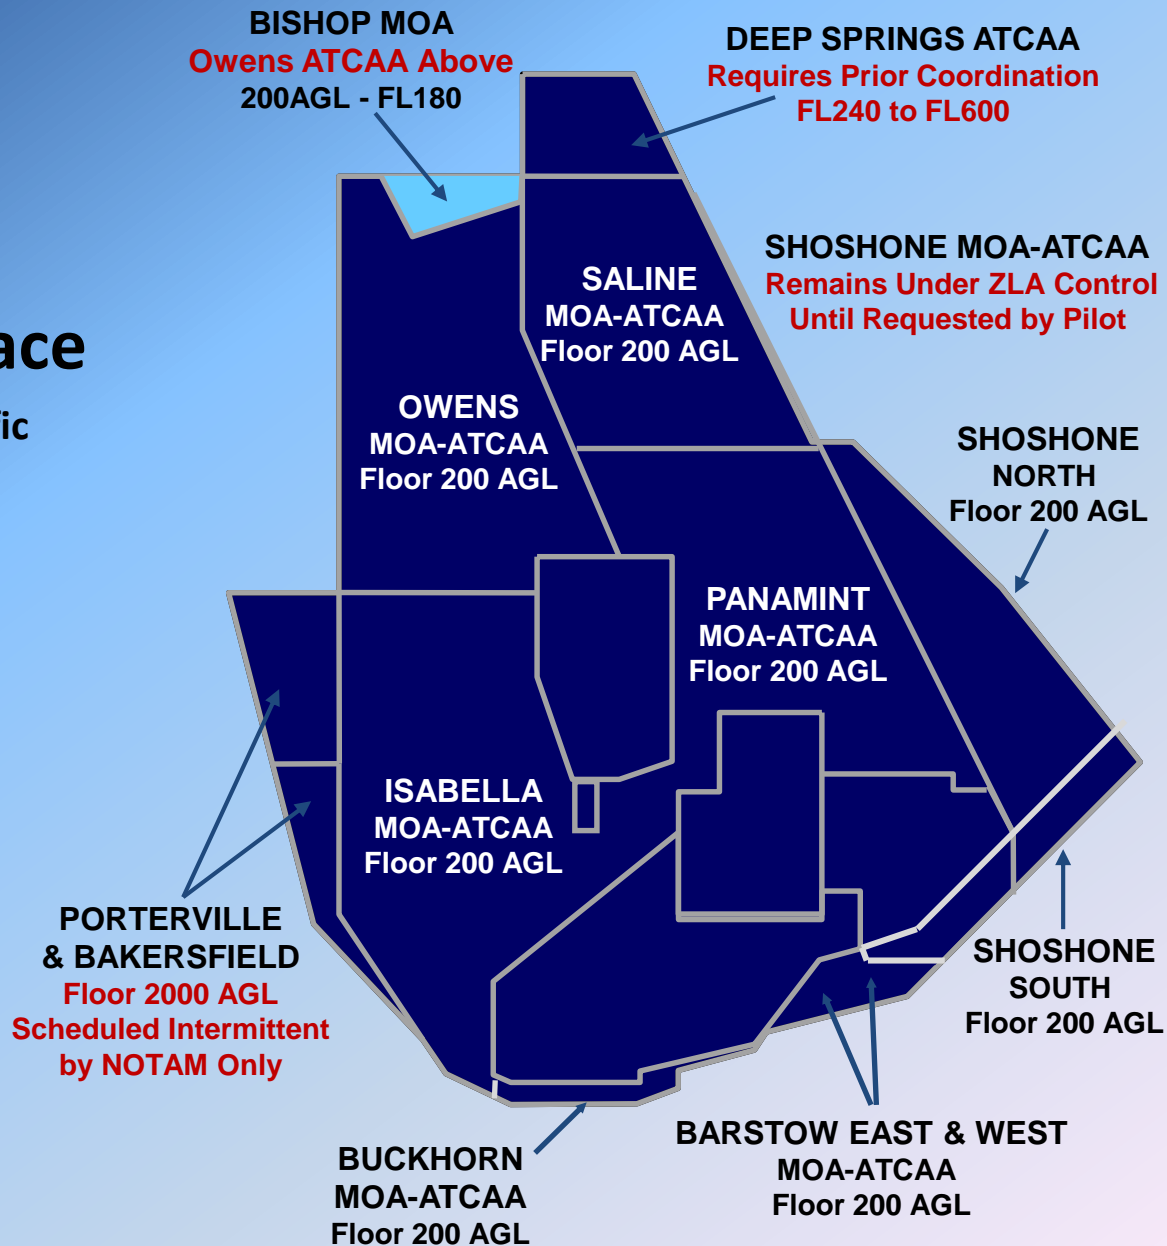 BISHOP MOA
Owens ATCAA Above
200AGL - FL180
DEEP SPRINGS ATCAA
Requires Prior Coordination
FL240 to FL600
SHOSHONE MOA-ATCAA
Remains Under ZLA Control
Until Requested by Pilot
SALINE
MOA-ATCAA
Floor 200 AGL
ace
fic
OWENS
MOA-ATCAA
Floor 200 AGL
SHOSHONE
NORTH
Floor 200 AGL
PANAMINT
MOA-ATCAA
Floor 200 AGL
ISABELLA
MOA-ATCAA
Floor 200 AGL
PORTERVILLE
& BAKERSFIELD
Floor 2000 AGL
Scheduled Intermittent
by NOTAM Only
SHOSHONE
SOUTH
Floor 200 AGL
BUCKHORN
MOA-ATCAA
Floor 200 AGL
BARSTOW EAST & WEST
MOA-ATCAA
Floor 200 AGL